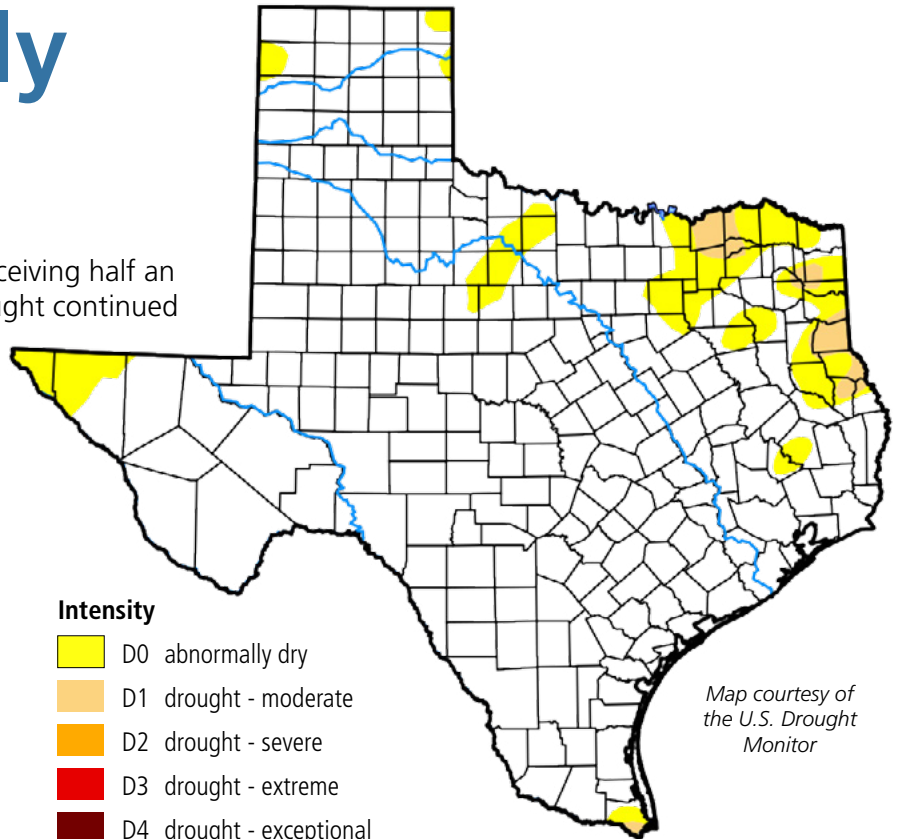 ceiving half an
ght continued
Intensity
D0 abnormally dry
D1 drought - moderate
D2 drought - severe
D3 drought - extreme
D4 drought - exceptional
Map courtesy of
the U.S. Drought
Monitor